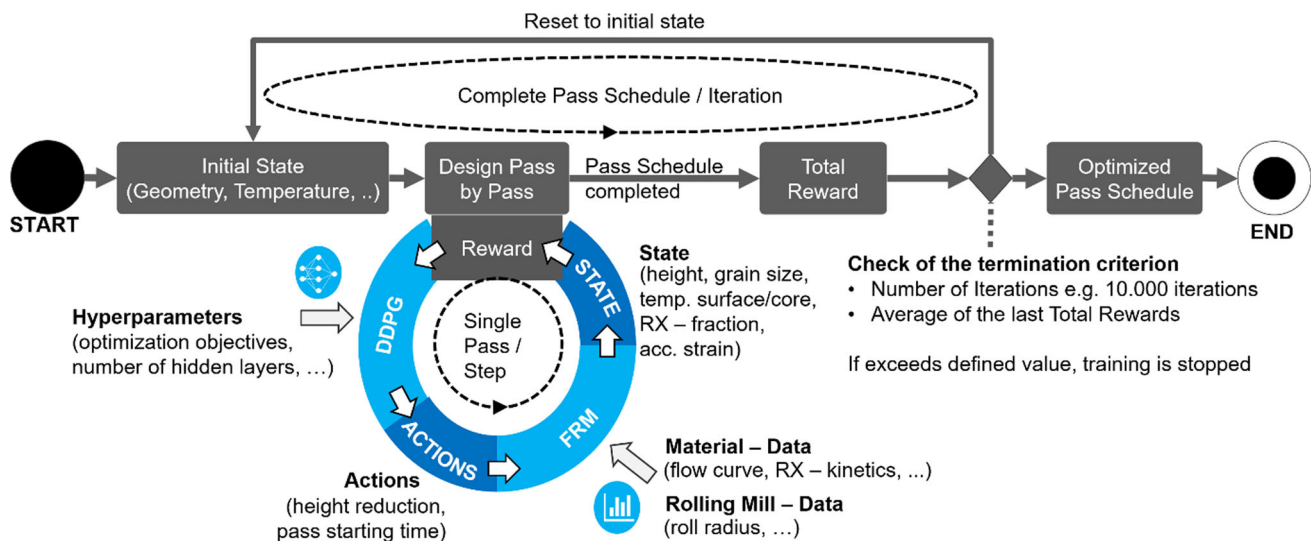 Reset to initial state
Complete Pass Schedule / Iteration
START
Initial State
(Geometry, Temperature, ..)
Design Pass
by Pass
Pass Schedule
completed
Total
Reward
Optimized
Pass Schedule
END
Reward
STATE
DDPG
ACTIONS
FRM
Single
Pass /
Step
State
(height, grain size,
temp. surface/core,
RX – fraction,
acc. strain)
Hyperparameters
(optimization objectives,
number of hidden layers, …)
Check of the termination criterion
• Number of Iterations e.g. 10.000 iterations
• Average of the last Total Rewards
If exceeds defined value, training is stopped
Actions
(height reduction,
pass starting time)
Material – Data
(flow curve, RX – kinetics, ...)
Rolling Mill – Data
(roll radius, …)